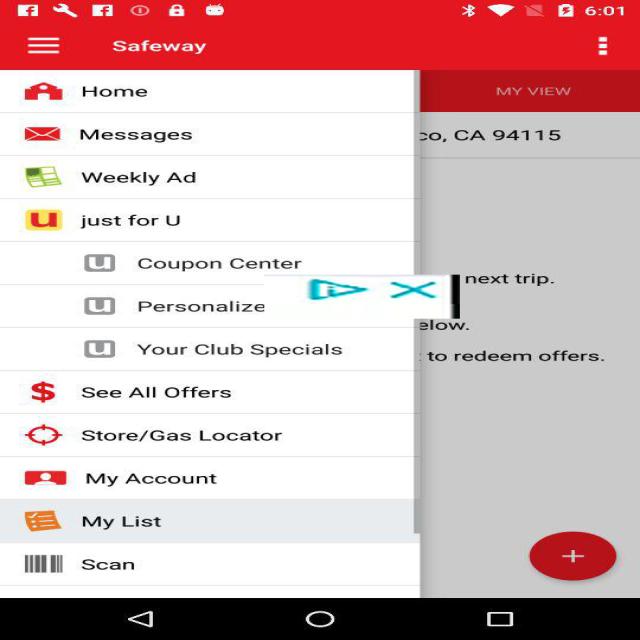 6:01
Safeway
Home
MY VIEW
Messages
co, CA 94115
Weekly Ad
u just for U
u Coupon Center
next trip.
u Personalize
elow.
u Your Club Specials
to redeem offers.
$ See All Offers
Store/Gas Locator
My Account
My List
+
Scan